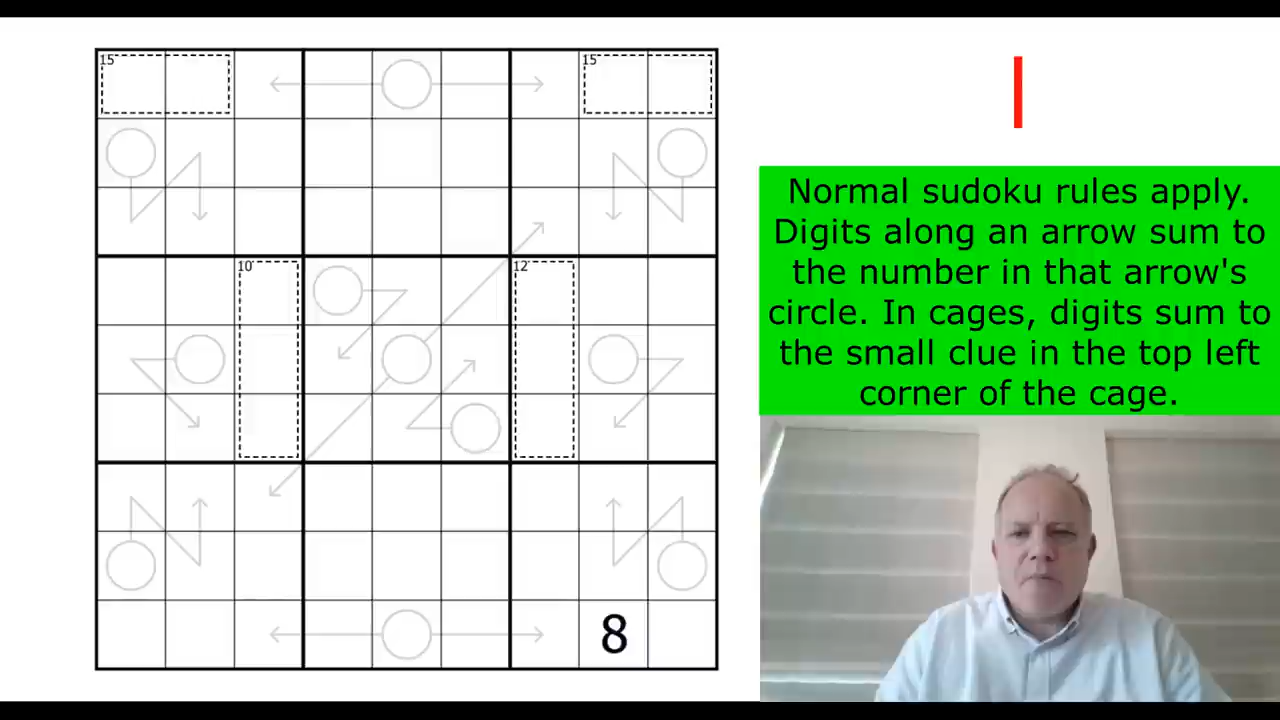 15
15
Normal sudoku rules apply.
Digits along an arrow sum to
the number in that arrow's
circle. In cages, digits sum to
the small clue in the top left
corner of the cage.
10
12
8